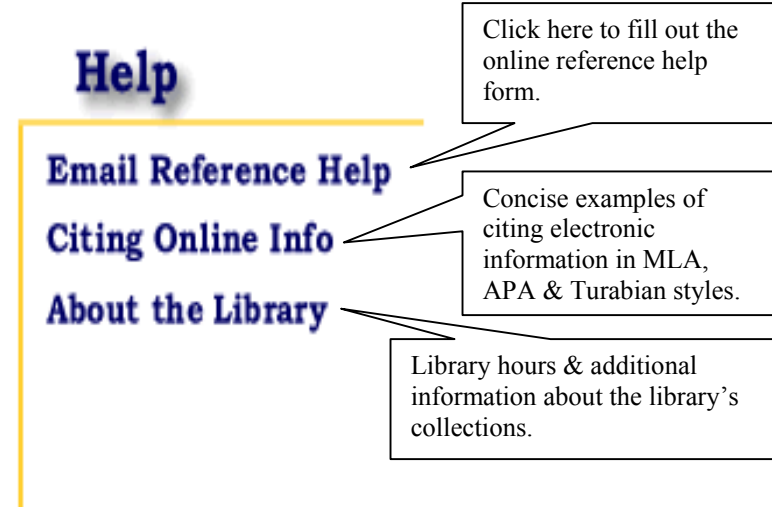 Help
Click here to fill out the
online reference help
form.
Email Reference Help
Concise examples of
citing electronic
information in MLA,
APA & Turabian styles.
Citing Online Info
About the Library
Library hours & additional
information about the library’s
collections.